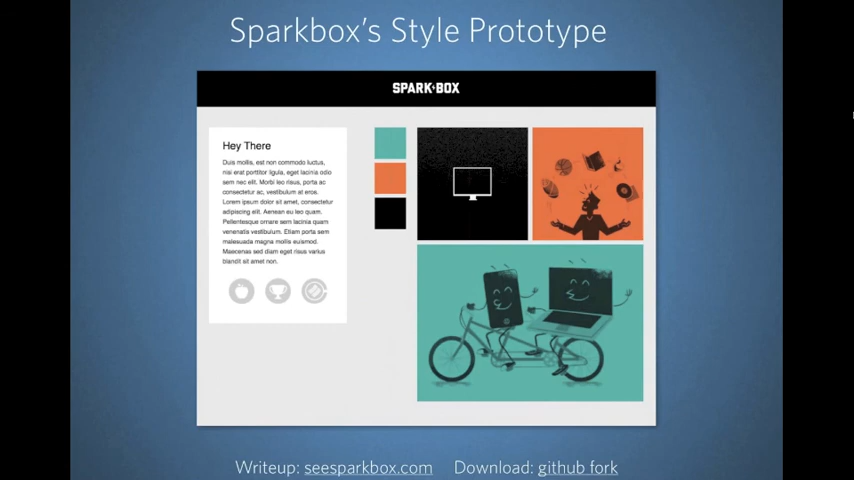 Sparkbox's Style Prototype
SPARK BOX
Hey There
Duis mollis, est non commodo luctus,
nisi erat porttitor ligula, eget lacinia odio
sem nec elit. Morbi leo risus, porta ac
consectetur ac, vestibulum at eros.
Lorem ipsum dolor sit amet, consectetur
adipiscing elit. Aenean eu leo quam.
Pellentesque ornare sem lacinia quam
venenatis vestibulum. Etiam porta sem
malesuada magna mollis euismod.
Maecenas sed diam eget risus varius
blandit sit amet non.
Writeup: seesparkbox.com Download: github fork